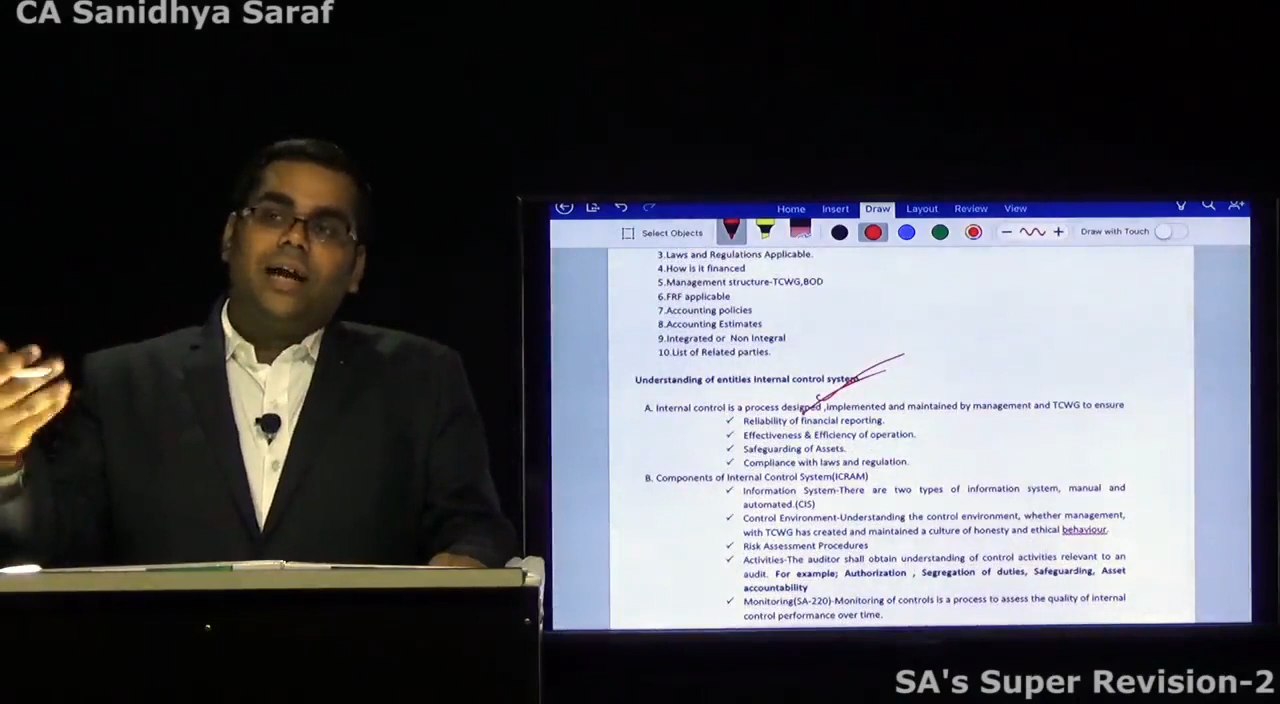 CA Sanidhya Saraf
Home Insert Draw Layout Review View
Select Objects
Draw with Touch
3.Laws and Regulations Applicable.
4.How is it financed
5.Management structure-TCWG,BOD
6.FRF applicable
7.Accounting policies
8.Accounting Estimates
9.Integrated or Non Integral
10.List of Related parties.
Understanding of entities Internal control system
A. Internal control is a process designed ,implemented and maintained by management and TCWG to ensure
✓ Reliability of financial reporting.
✓ Effectiveness & Efficiency of operation.
✓ Safeguarding of Assets.
✓ Compliance with laws and regulation.
B. Components of Internal Control System(ICRAM)
✓ Information System-There are two types of information system, manual and
automated.(CIS)
✓ Control Environment-Understanding the control environment, whether management,
with TCWG has created and maintained a culture of honesty and ethical behaviour.
✓ Risk Assessment Procedures
✓ Activities-The auditor shall obtain understanding of control activities relevant to an
audit. For example; Authorization , Segregation of duties, Safeguarding, Asset
accountability
✓ Monitoring(SA-220)-Monitoring of controls is a process to assess the quality of internal
control performance over time.
SA's Super Revision-2